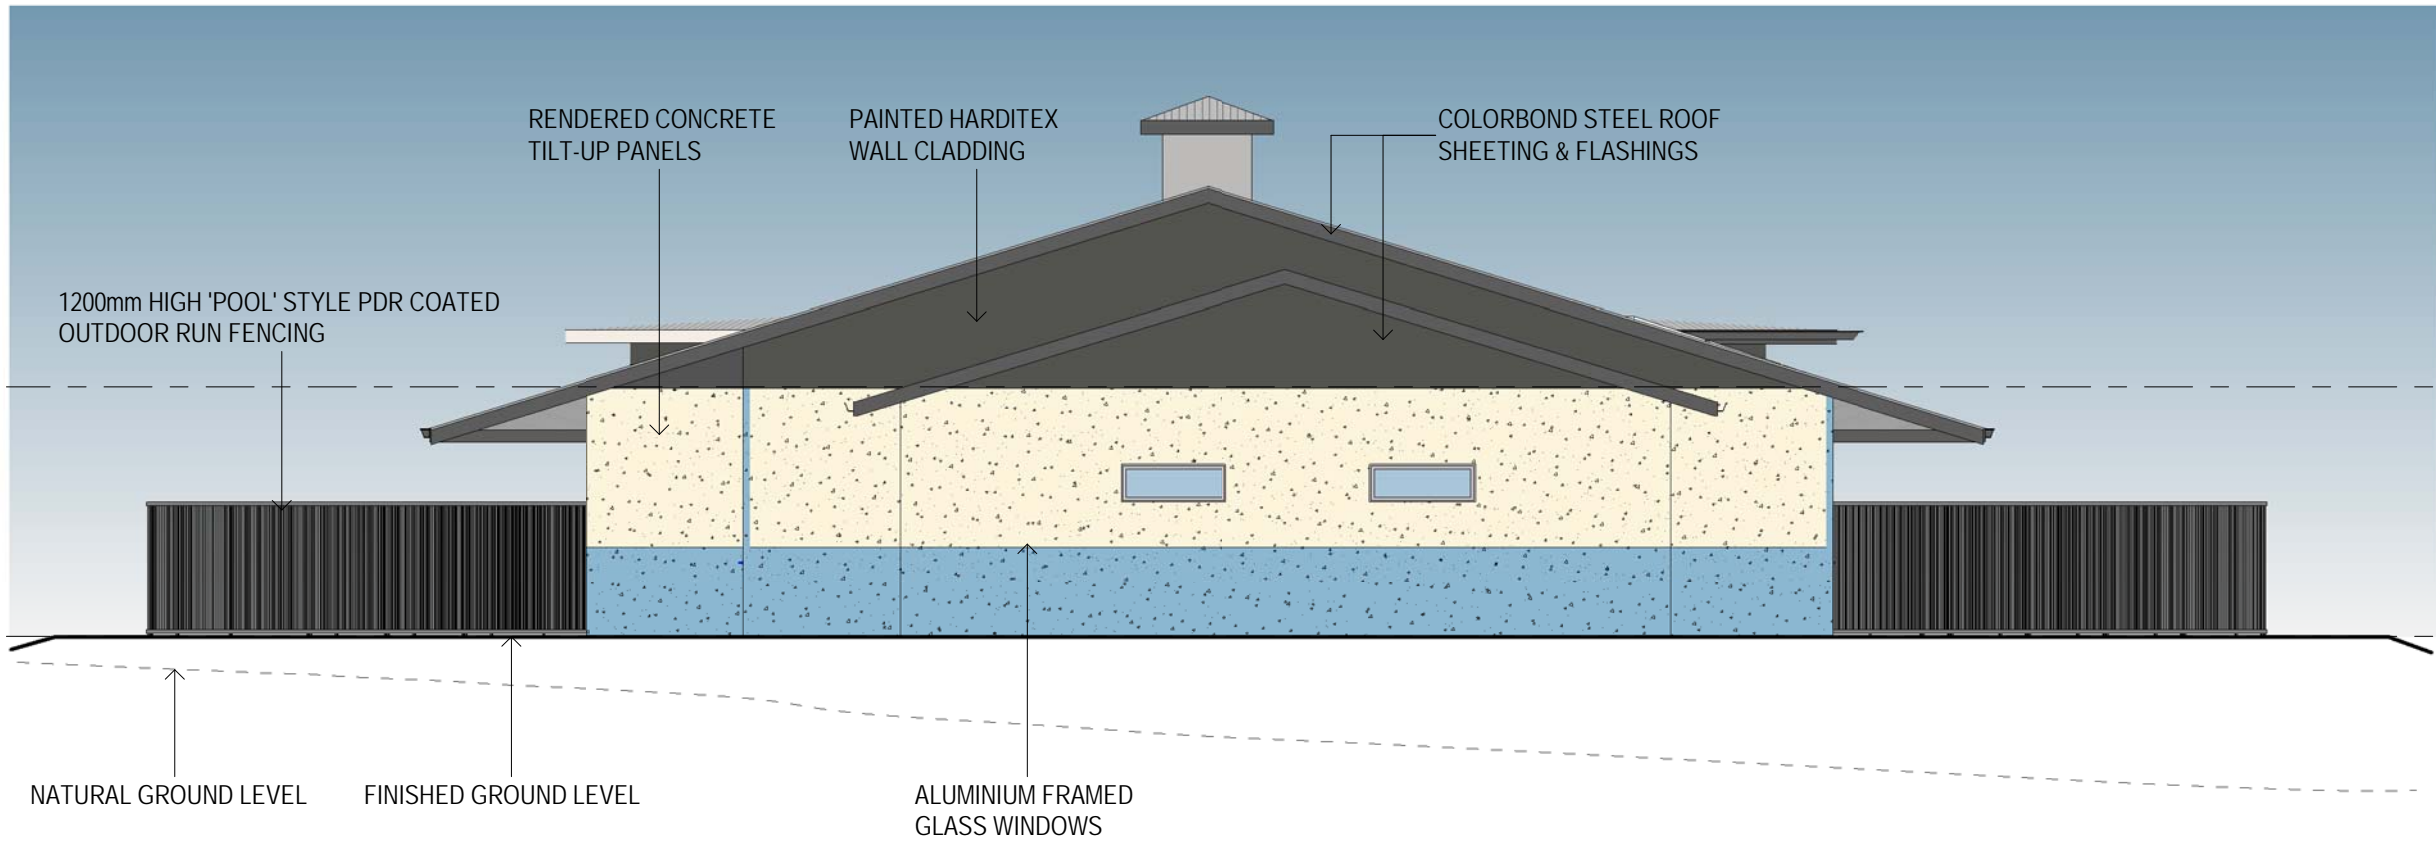 RENDERED CONCRETE
TILT-UP PANELS
PAINTED HARDITEX
WALL CLADDING
COLORBOND STEEL ROOF
SHEETING & FLASHINGS
1200mm HIGH 'POOL' STYLE PDR COATED
OUTDOOR RUN FENCING
NATURAL GROUND LEVEL
FINISHED GROUND LEVEL
ALUMINIUM FRAMED
GLASS WINDOWS